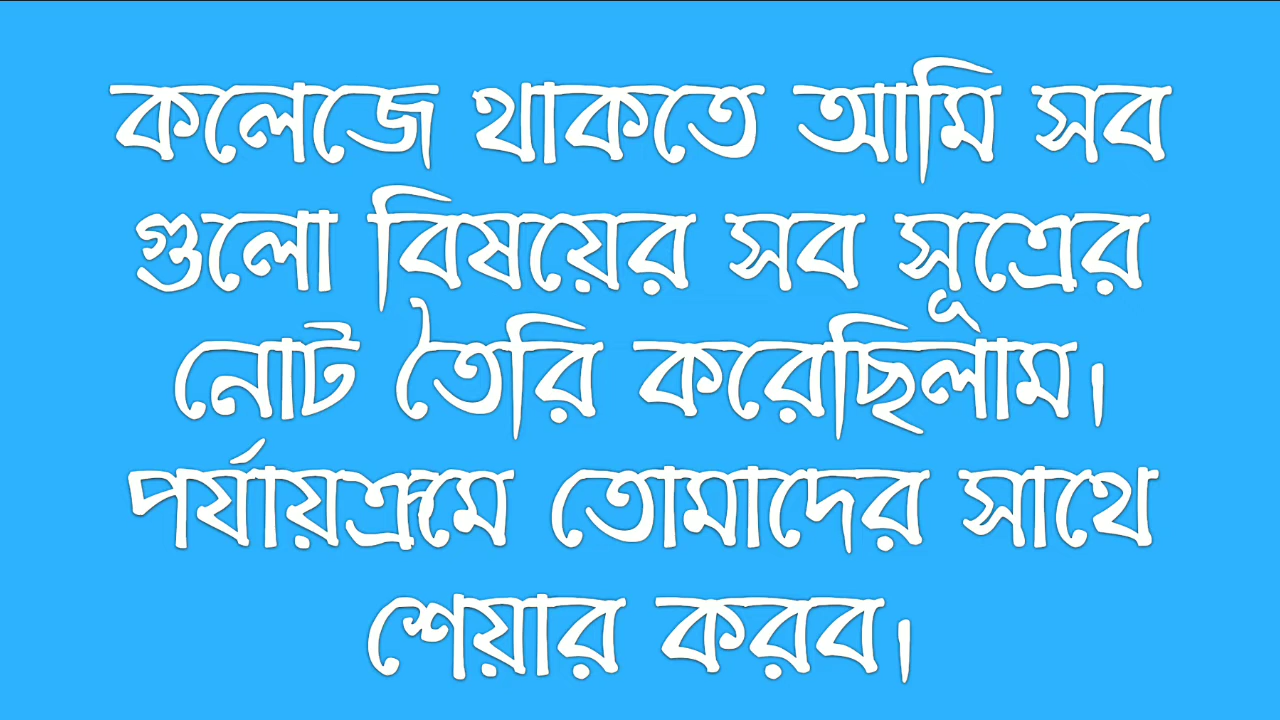 কলেজে থাকতে আমি সব
গুলো বিষয়ের সব সূত্রের
নোট তৈরি করেছিলাম।
পর্যায়ক্রমে তোমাদের সাথে
শেয়ার করব।